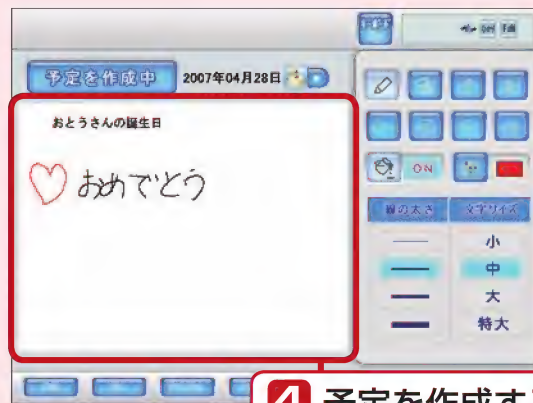 予定を作成中 2007年04月28日
おとうさんの誕生日
おめでとう
ON
線の太さ 文字サイズ
小
中
大
特大
4 予定を作成す